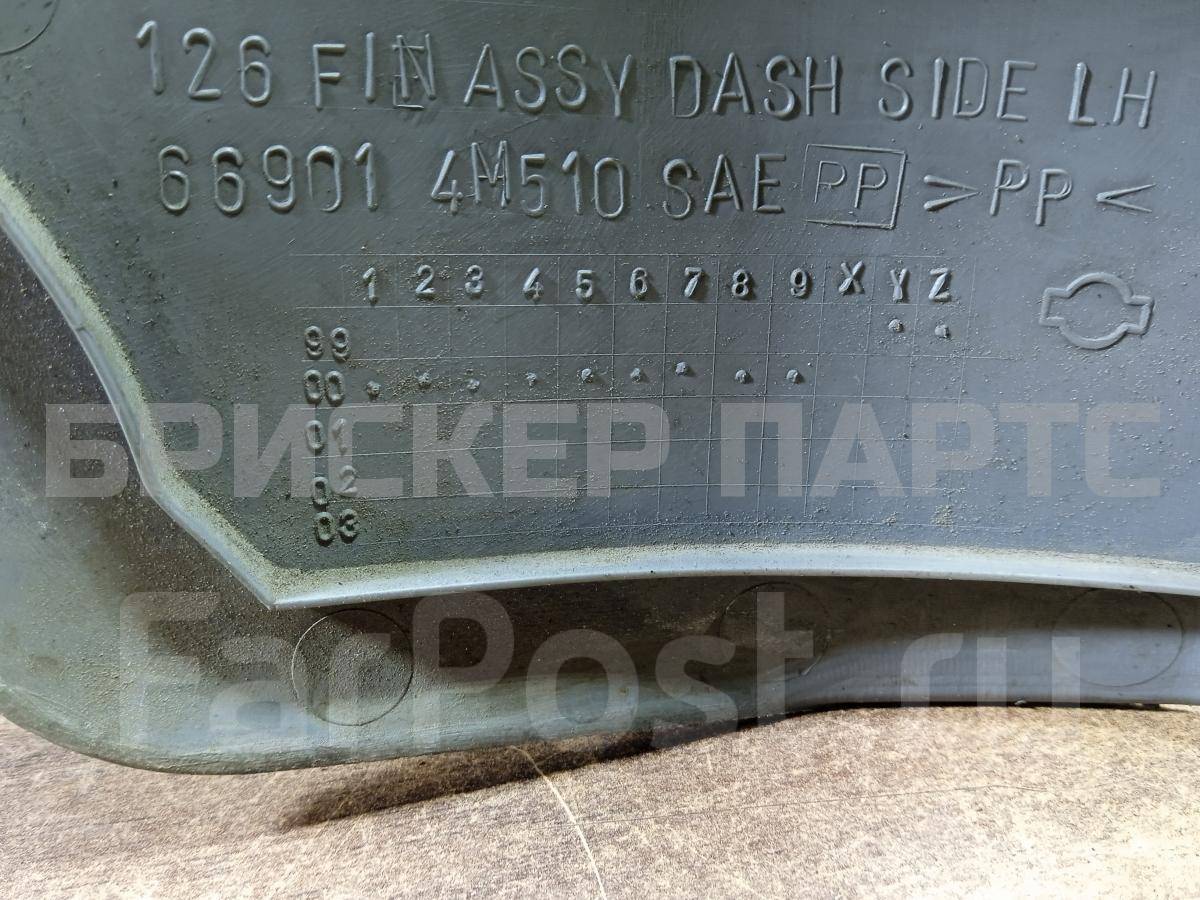 126 FIN ASSY DASH SIDE LH
66901 4M510 SAE PP >PP<
1 2 3 4 5 6 7 8 9 X Y Z
99
00
01
02
03
БРИСКЕР ПАРТС
FarPost.ru